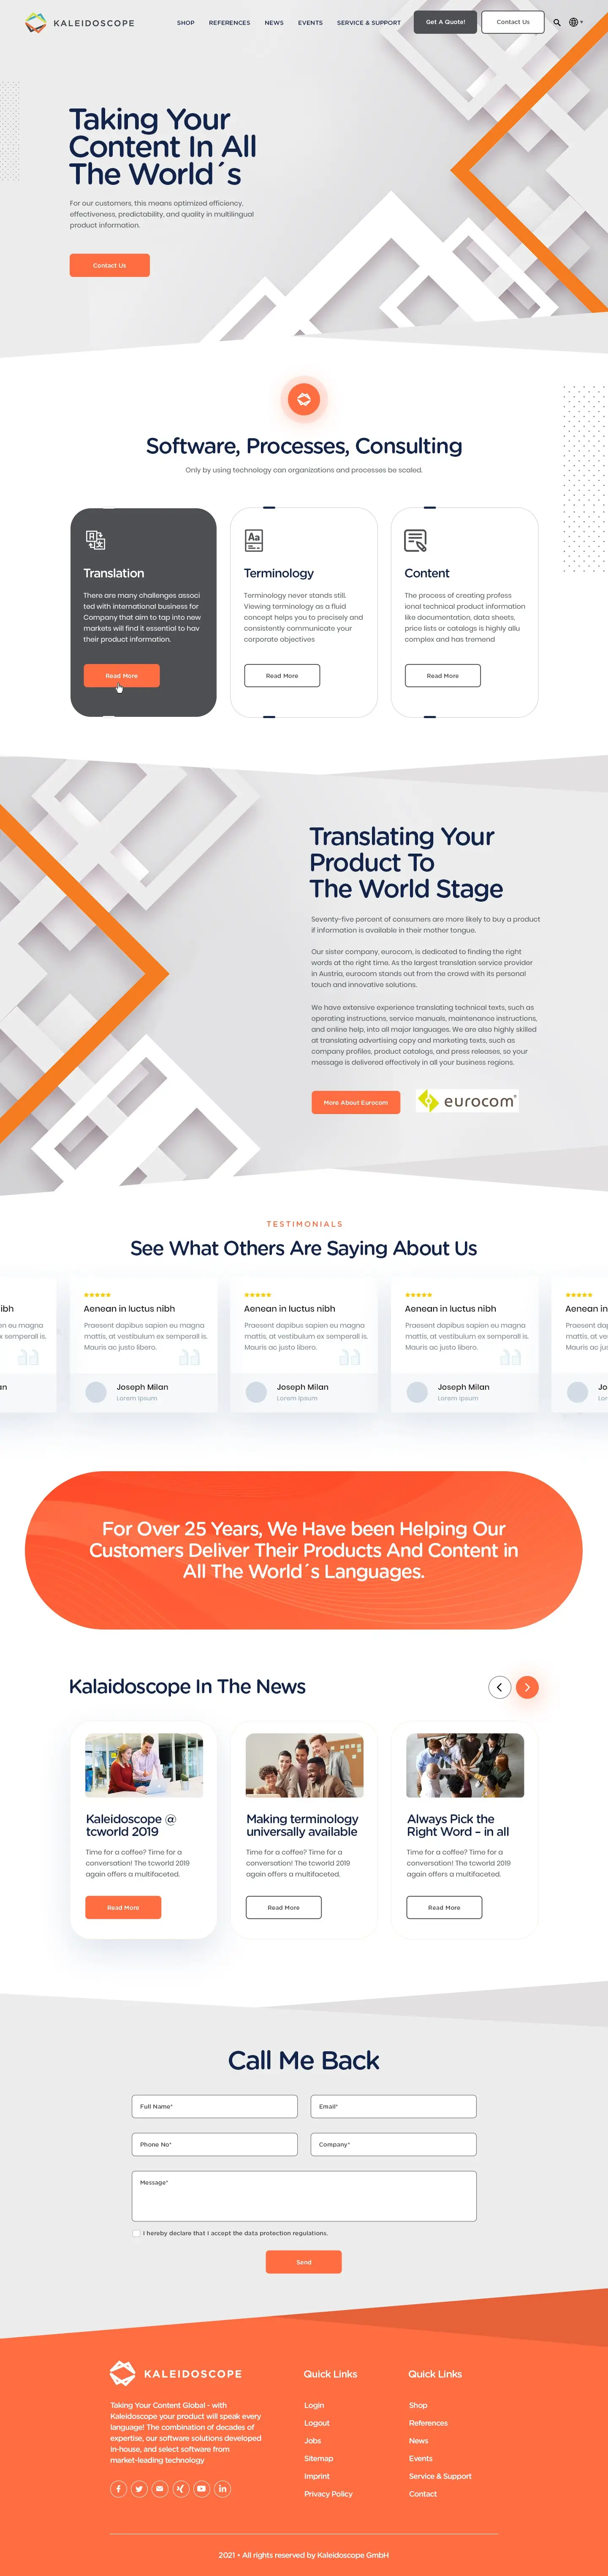 KALEIDOSCOPE
SHOP REFERENCES NEWS EVENTS SERVICE & SUPPORT Get A Quote! Contact Us
Taking Your
Content In All
The World´s
For our customers, this means optimized efficiency,
effectiveness, predictability, and quality in multilingual
product information.
Contact Us
Software, Processes, Consulting
Only by using technology can organizations and processes be scaled.
Translation
There are many challenges associ
ted with international business for
Company that aim to tap into new
markets will find it essential to hav
their product information.
Read More
Aa
Terminology
Terminology never stands still.
Viewing terminology as a fluid
concept helps you to precisely and
consistently communicate your
corporate objectives
Read More
Content
The process of creating profess
ional technical product information
like documentation, data sheets,
price lists or catalogs is highly allu
complex and has tremend
Read More
Translating Your
Product To
The World Stage
Seventy-five percent of consumers are more likely to buy a product
if information is available in their mother tongue.
Our sister company, eurocom, is dedicated to finding the right
words at the right time. As the largest translation service provider
in Austria, eurocom stands out from the crowd with its personal
touch and innovative solutions.
We have extensive experience translating technical texts, such as
operating instructions, service manuals, maintenance instructions,
and online help, into all major languages. We are also highly skilled
at translating advertising copy and marketing texts, such as
company profiles, product catalogs, and press releases, so your
message is delivered effectively in all your business regions.
More About Eurocom
eurocom®
TESTIMONIALS
See What Others Are Saying About Us
ibh
en eu magna
x semperall is.
an
Aenean in luctus nibh
Praesent dapibus sapien eu magna
mattis, at vestibulum ex semperall is.
Mauris ac justo libero.
Joseph Milan
Lorem Ipsum
Aenean in luctus nibh
Praesent dapibus sapien eu magna
mattis, at vestibulum ex semperall is.
Mauris ac justo libero.
Joseph Milan
Lorem Ipsum
Aenean in luctus nibh
Praesent dapibus sapien eu magna
mattis, at vestibulum ex semperall is.
Mauris ac justo libero.
Joseph Milan
Lorem Ipsum
Aenean in
Praesent dap
mattis, at ves
Mauris ac jus
Jo
Lor
For Over 25 Years, We Have been Helping Our
Customers Deliver Their Products And Content in
All The World´s Languages.
Kalaidoscope In The News
Kaleidoscope @
tcworld 2019
Time for a coffee? Time for a
conversation! The tcworld 2019
again offers a multifaceted.
Read More
Making terminology
universally available
Time for a coffee? Time for a
conversation! The tcworld 2019
again offers a multifaceted.
Read More
Always Pick the
Right Word – in all
Time for a coffee? Time for a
conversation! The tcworld 2019
again offers a multifaceted.
Read More
Call Me Back
Full Name*
Email*
Phone No*
Company*
Message*
I hereby declare that I accept the data protection regulations.
Send
KALEIDOSCOPE
Taking Your Content Global - with
Kaleidoscope your product will speak every
language! The combination of decades of
expertise, our software solutions developed
in-house, and select software from
market-leading technology
Quick Links
Login
Logout
Jobs
Sitemap
Imprint
Privacy Policy
Quick Links
Shop
References
News
Events
Service & Support
Contact
2021 • All rights reserved by Kaleidoscope GmbH